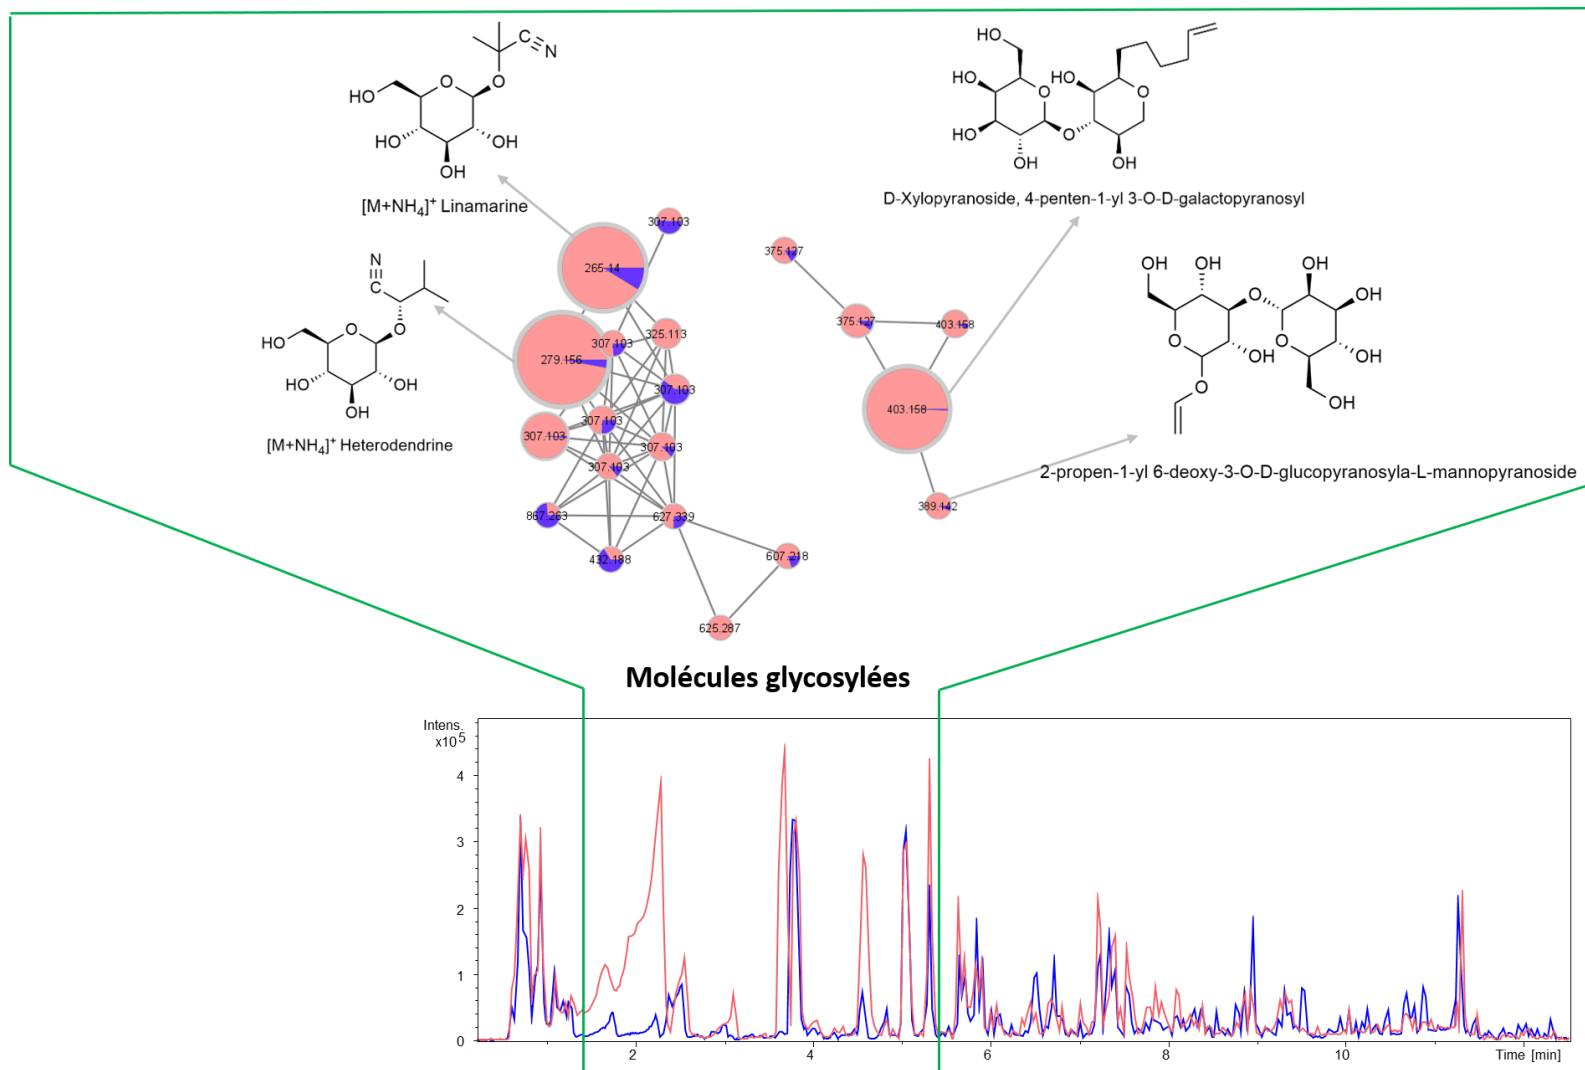 HO
O
O
C
N
HO
OH
HO
OH
[M+NH4]+ Linamarine
N
C
O
O
HO
HO
OH
OH
[M+NH4]+ Heterodendrine
HO
HO
HO
O
O
HO
O
OH
OH
D-Xylopyranoside, 4-penten-1-yl 3-O-D-galactopyranosyl
OH
OH
OH
O
OH
O
O
OH
OH
O
HO
OH
2-propen-1-yl 6-deoxy-3-O-D-glucopyranosyla-L-mannopyranoside
307.103
265.14
325.113
307.103
279.156
307.103
307.103
307.103
307.103
307.103
867.263
627.339
432.188
607.218
625.287
375.127
375.127
403.158
403.158
389.142
Molécules glycosylées
Intens.
x105
4
3
2
1
0
2
4
6
8
10
Time [min]